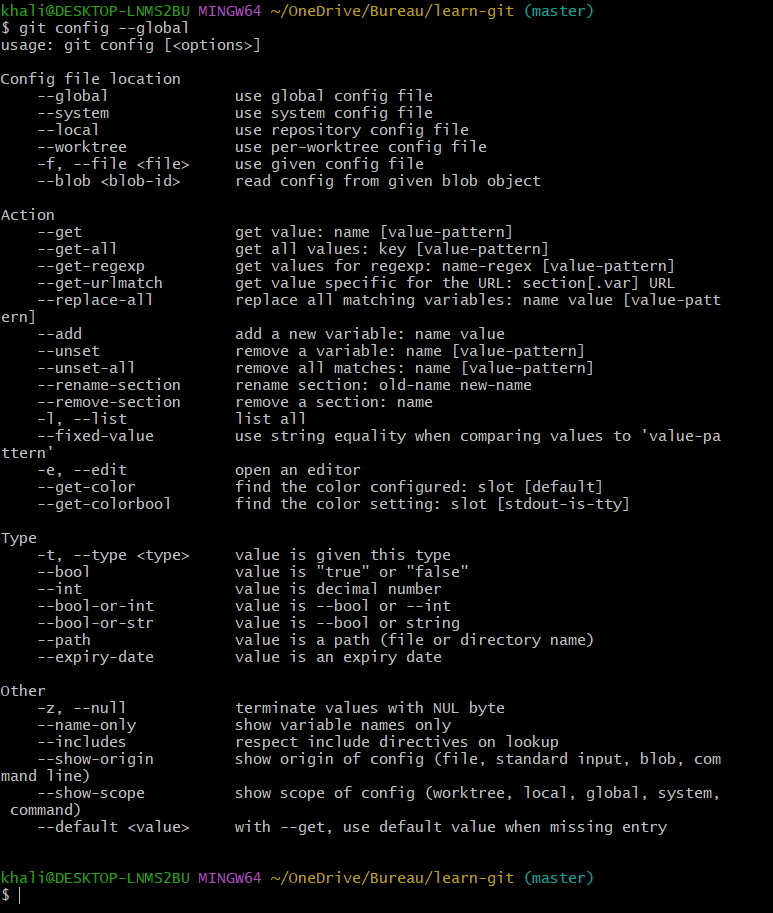 khali@DESKTOP-LNMS2BU MINGW64 ~/OneDrive/Bureau/learn-git (master)
$ git config --global
usage: git config [<options>]

Config file location
    --global              use global config file
    --system              use system config file
    --local               use repository config file
    --worktree            use per-worktree config file
    -f, --file <file>     use given config file
    --blob <blob-id>      read config from given blob object

Action
    --get                 get value: name [value-pattern]
    --get-all             get all values: key [value-pattern]
    --get-regexp          get values for regexp: name-regex [value-pattern]
    --get-urlmatch        get value specific for the URL: section[.var] URL
    --replace-all         replace all matching variables: name value [value-patt
ern]
    --add                 add a new variable: name value
    --unset               remove a variable: name [value-pattern]
    --unset-all           remove all matches: name [value-pattern]
    --rename-section      rename section: old-name new-name
    --remove-section      remove a section: name
    -l, --list            list all
    --fixed-value         use string equality when comparing values to 'value-pa
ttern'
    -e, --edit            open an editor
    --get-color           find the color configured: slot [default]
    --get-colorbool       find the color setting: slot [stdout-is-tty]

Type
    -t, --type <type>     value is given this type
    --bool                value is "true" or "false"
    --int                 value is decimal number
    --bool-or-int         value is --bool or --int
    --bool-or-str         value is --bool or string
    --path                value is a path (file or directory name)
    --expiry-date         value is an expiry date

Other
    -z, --null            terminate values with NUL byte
    --name-only           show variable names only
    --includes            respect include directives on lookup
    --show-origin         show origin of config (file, standard input, blob, com
mand line)
    --show-scope          show scope of config (worktree, local, global, system,
 command)
    --default <value>     with --get, use default value when missing entry


khali@DESKTOP-LNMS2BU MINGW64 ~/OneDrive/Bureau/learn-git (master)
$